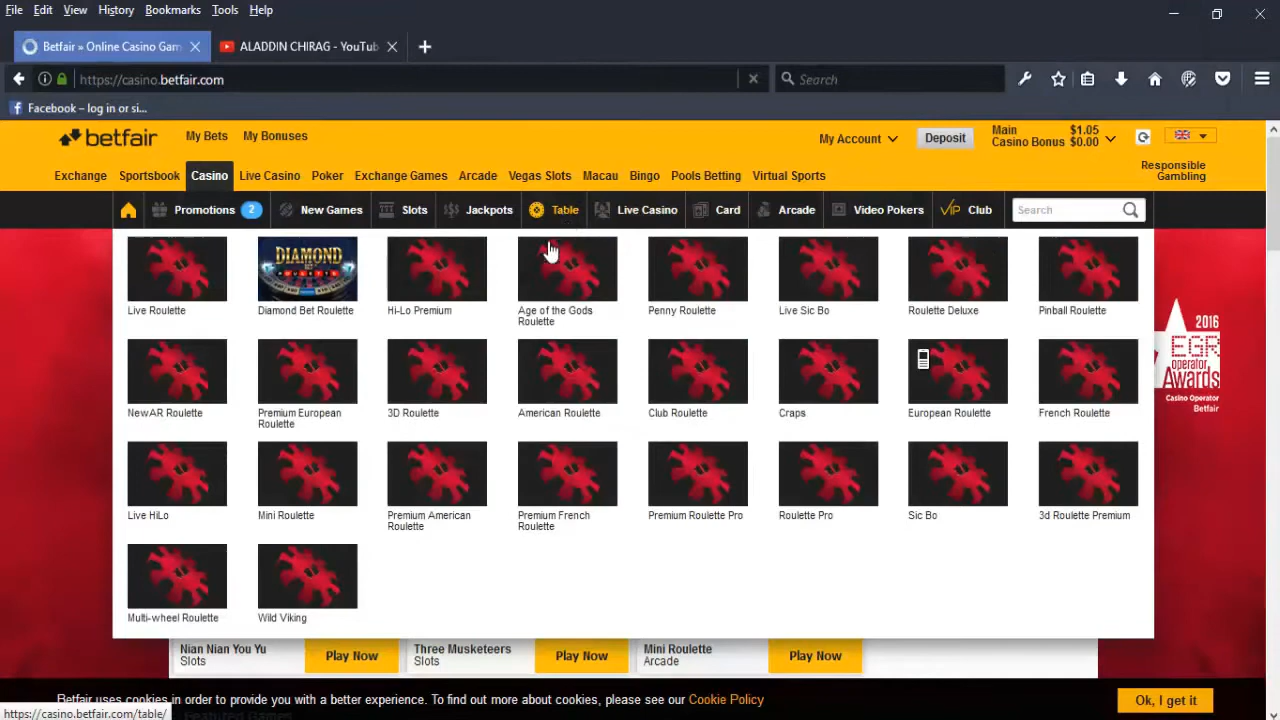 File Edit View History Bookmarks Tools Help
Betfair » Online Casino Gam
ALADDIN CHIRAG - YouTub
https://casino.betfair.com
Search
Facebook – log in or si...
betfair
My Bets
My Bonuses
My Account
Deposit
Main $1.05
Casino Bonus $0.00
Exchange Sportsbook Casino Live Casino Poker Exchange Games Arcade Vegas Slots Macau Bingo Pools Betting Virtual Sports
Responsible
Gambling
Promotions 2 New Games Slots Jackpots Table Live Casino Card Arcade Video Pokers VIP Club Search
DIAMOND
BET
ROULETTE
Live Roulette
Diamond Bet Roulette
Hi-Lo Premium
Age of the Gods
Roulette
Penny Roulette
Live Sic Bo
Roulette Deluxe
Pinball Roulette
2016
EGR
operator
Awards
Casino Operator
Betfair
NewAR Roulette
Premium European
Roulette
3D Roulette
American Roulette
Club Roulette
Craps
European Roulette
French Roulette
Live HiLo
Mini Roulette
Premium American
Roulette
Premium French
Roulette
Premium Roulette Pro
Roulette Pro
Sic Bo
3d Roulette Premium
Multi-wheel Roulette
Wild Viking
Nian Nian You Yu
Slots
Play Now
Three Musketeers
Slots
Play Now
Mini Roulette
Arcade
Play Now
Betfair uses cookies in order to provide you with a better experience. To find out more about cookies, please see our Cookie Policy
Ok, I get it
https://casino.betfair.com/table/
Featured Games